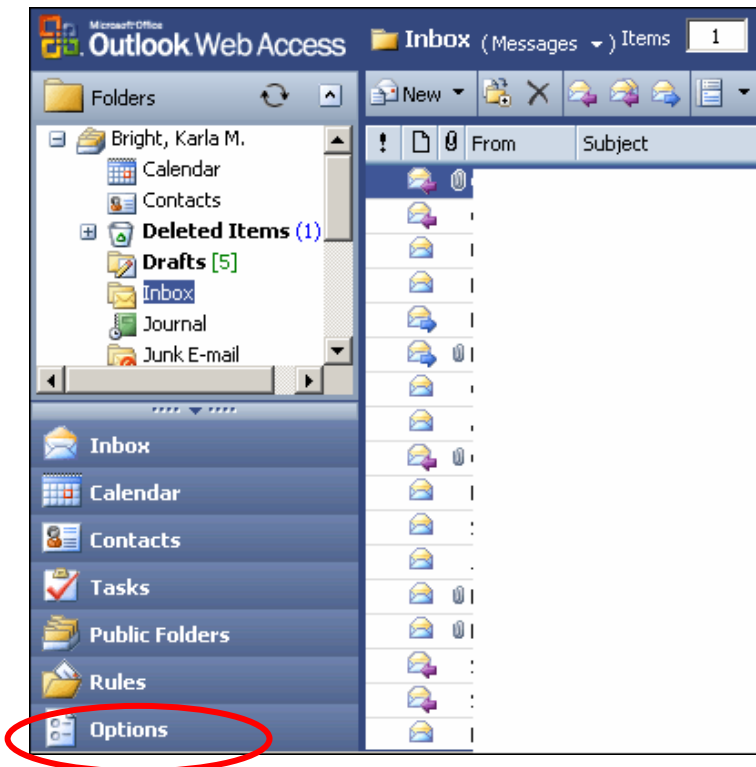 Microsoft Office
Outlook Web Access
Inbox (Messages ) Items 1
Folders
New
Bright, Karla M.
! From Subject
Calendar
Contacts
Deleted Items (1)
Drafts [5]
Inbox
Journal
Junk E-mail
Inbox
Calendar
Contacts
Tasks
Public Folders
Rules
Options